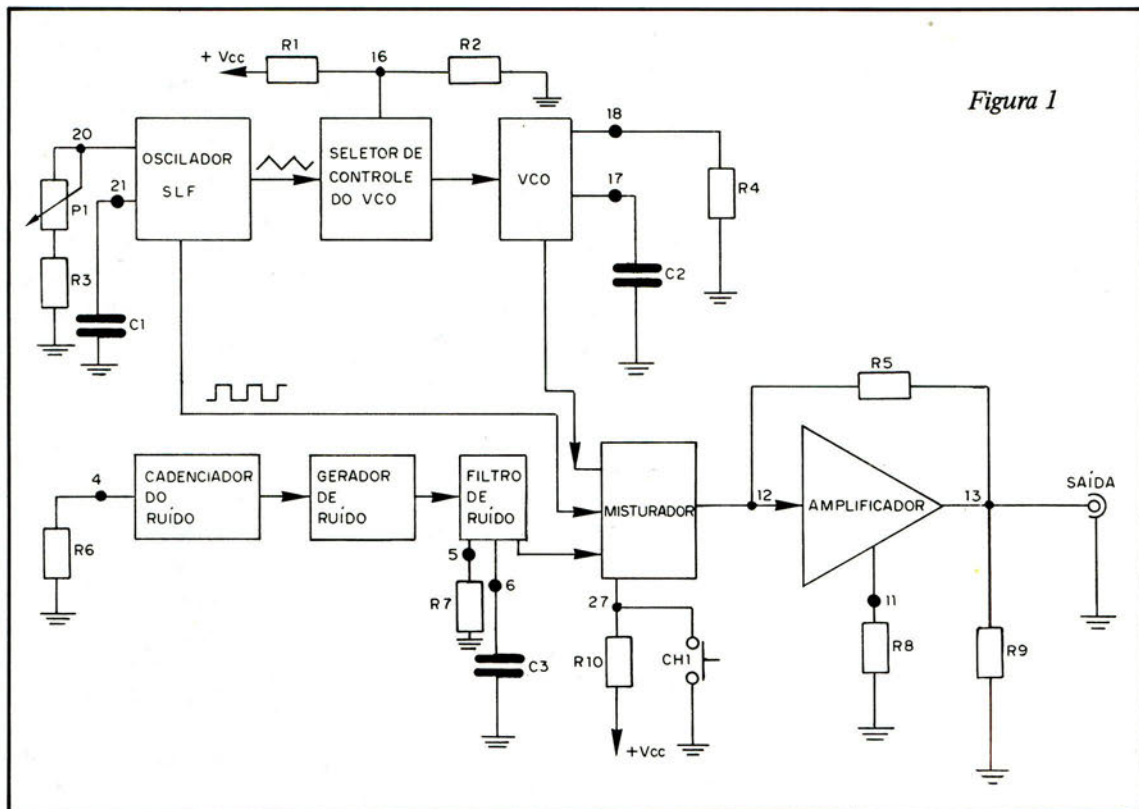 Figura 1
+ Vcc
R1
16
R2
20
21
P1
R3
C1
OSCILADOR
SLF
SELETOR DE
CONTROLE
DO VCO
VCO
18
17
R4
C2
R5
4
R6
CADENCIADOR
DO
RUÍDO
GERADOR
DE
RUÍDO
FILTRO
DE
RUÍDO
5
6
R7
C3
MISTURADOR
27
R10
CH1
+Vcc
12
AMPLIFICADOR
13
SAÍDA
11
R8
R9